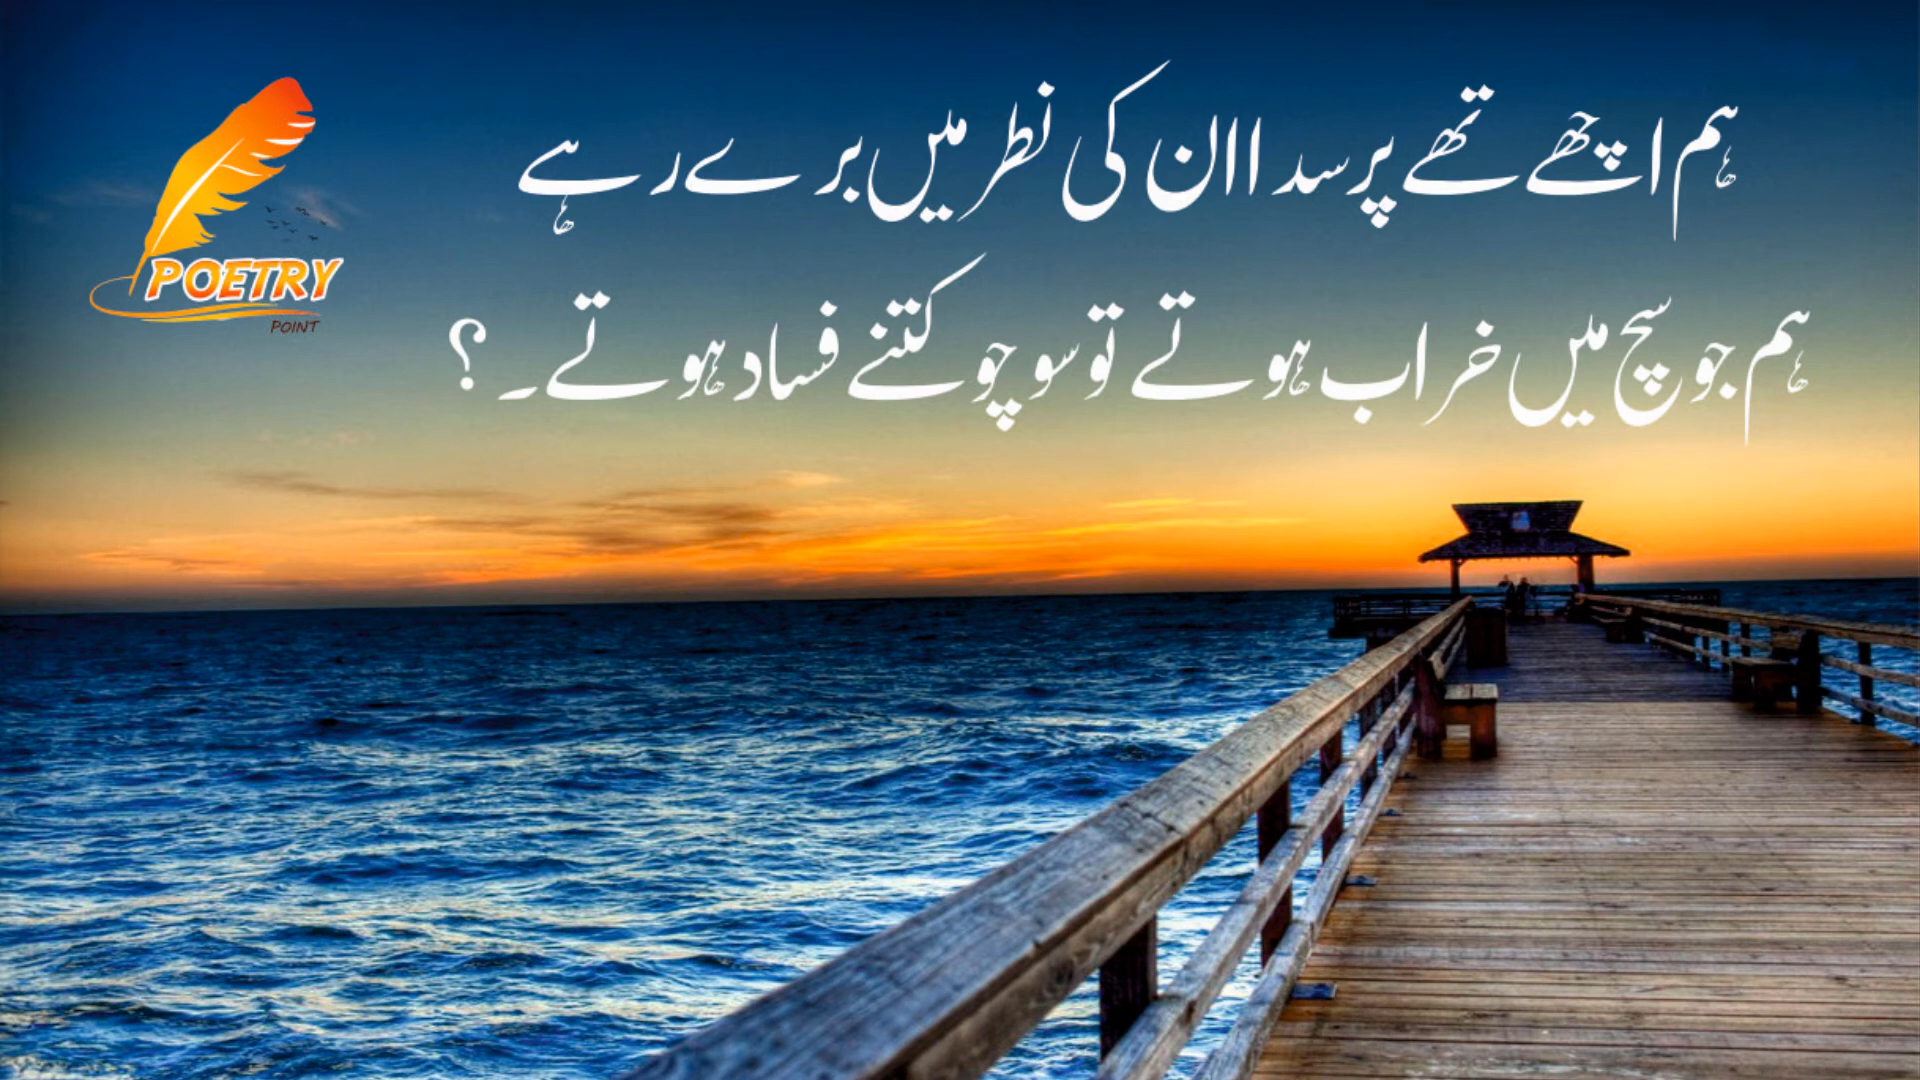 ہم اچھے تھے پر سدا ان کی نظر میں برے رہے
ہم جو سچ میں خراب ہوتے تو سوچو کتنے فساد ہوتے۔؟
POETRY
POINT